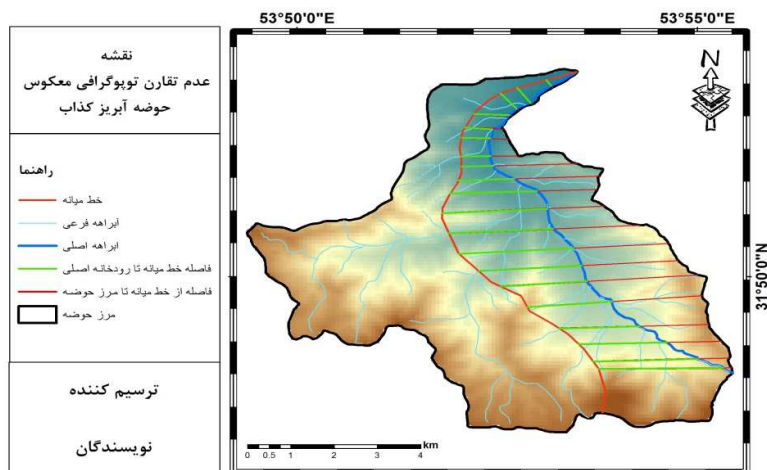 نقشه
عدم تقارن توپوگرافی معکوس
حوضه آبریز کذاب
راهنما
خط میانه
آبراهه فرعی
ابراهه اصلی
فاصله خط میانه تا رودخانه اصلی
فاصله از خط میانه تا مرز حوضه
مرز حوضه
ترسیم کننده
نویسندگان
53°50'0"E
53°55'0"E
N
31°50'0"N
0 0.5 1 2 3 4 km